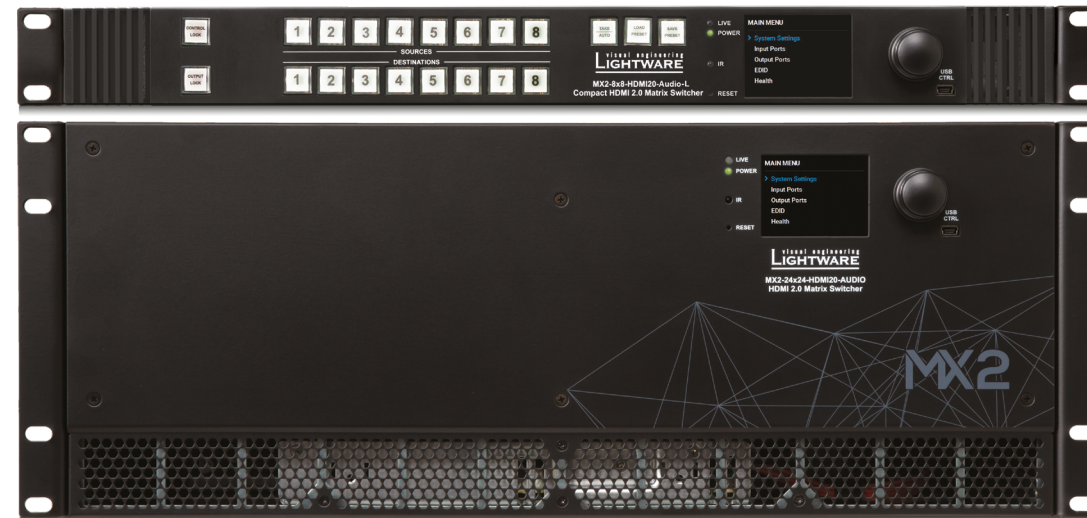 CONTROL
LOCK
1 2 3 4 5 6 7 8
SOURCES
DESTINATIONS
OUTPUT
LOCK
1 2 3 4 5 6 7 8
TAKE
AUTO
LOAD
PRESET
SAVE
PRESET
visual engineering
LIGHTWARE
MX2-8x8-HDMI20-Audio-L
Compact HDMI 2.0 Matrix Switcher
LIVE
POWER
IR
RESET
MAIN MENU
> System Settings
Input Ports
Output Ports
EDID
Health
USB
CTRL
LIVE
POWER
IR
RESET
MAIN MENU
> System Settings
Input Ports
Output Ports
EDID
Health
USB
CTRL
visual engineering
LIGHTWARE
MX2-24x24-HDMI20-AUDIO
HDMI 2.0 Matrix Switcher
MX2